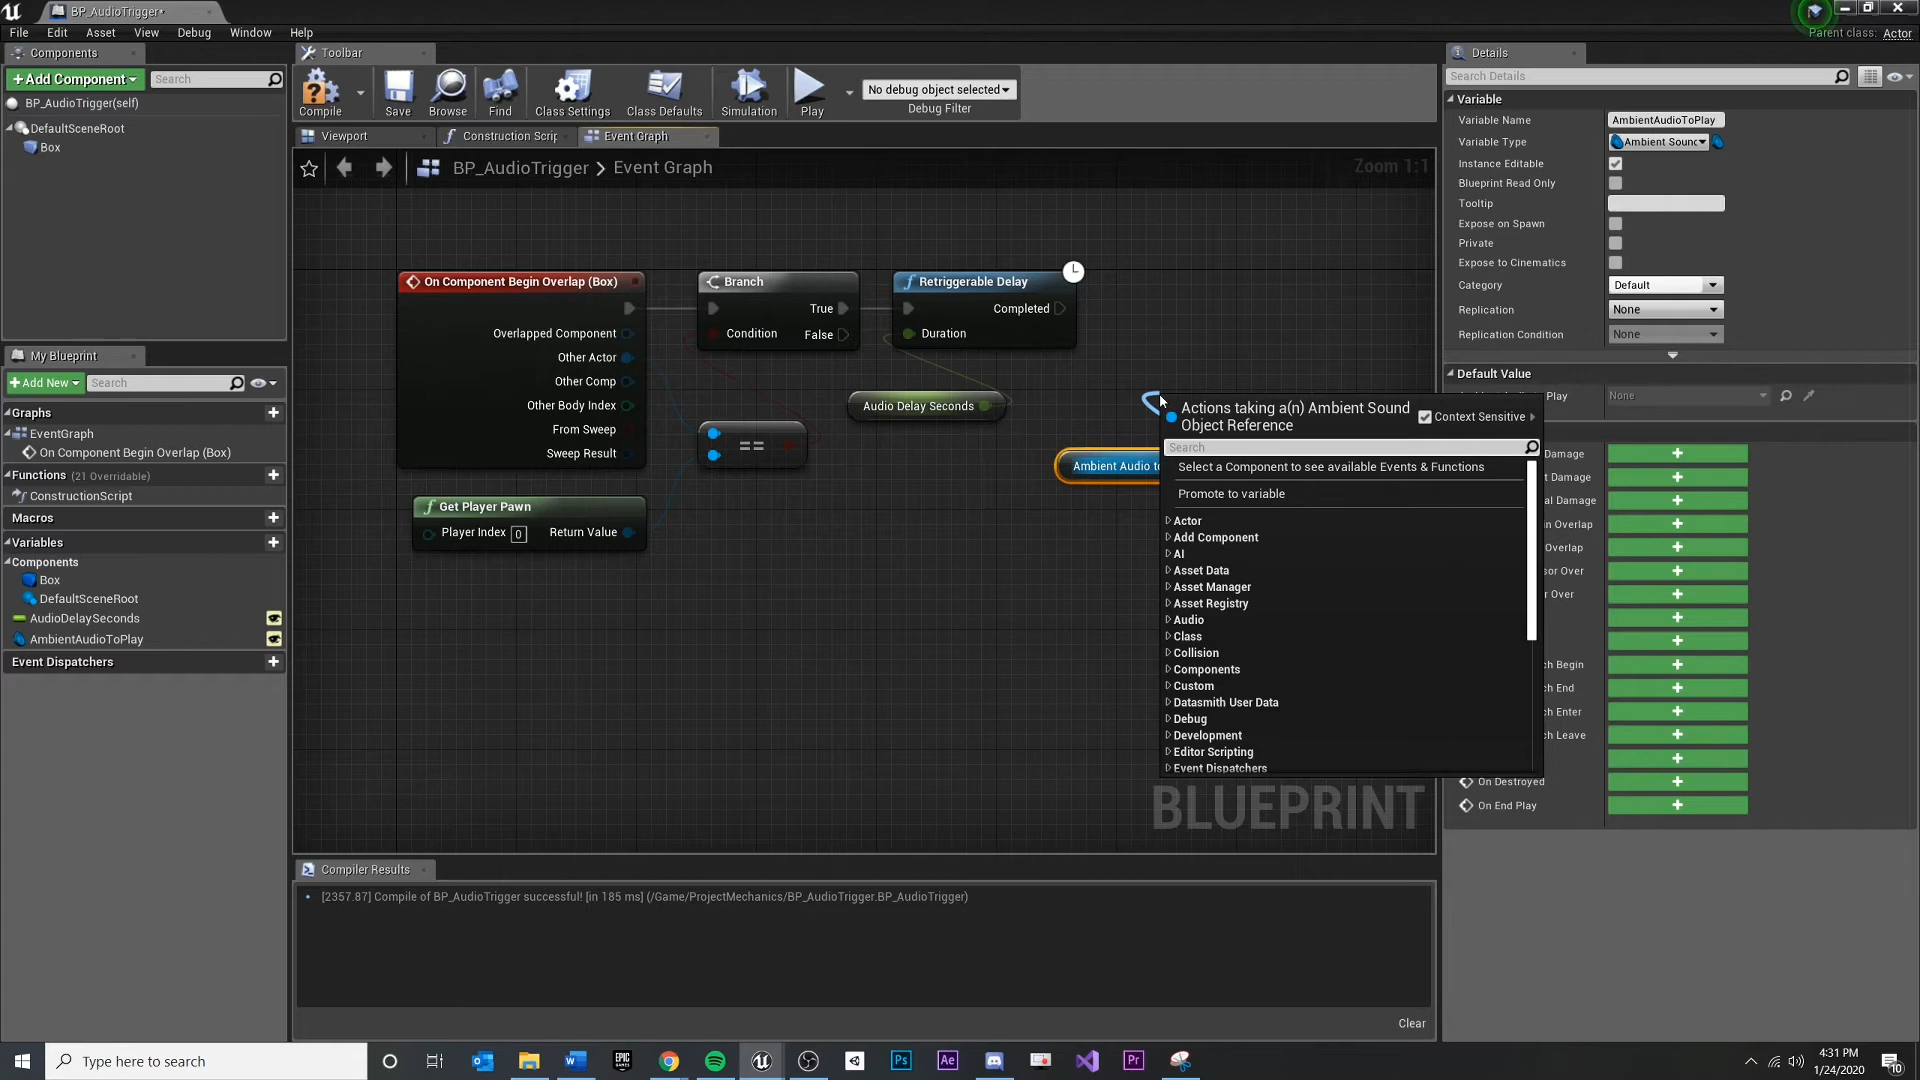 BP_AudioTrigger*
File Edit Asset View Debug Window Help
Parent class: Actor
Components
+Add Component
Search
BP_AudioTrigger(self)
DefaultSceneRoot
Box
My Blueprint
+Add New
Search
Graphs
EventGraph
On Component Begin Overlap (Box)
Functions (21 Overridable)
ConstructionScript
Macros
Variables
Components
Box
DefaultSceneRoot
AudioDelaySeconds
AmbientAudioToPlay
Event Dispatchers
Toolbar
Compile
Save
Browse
Find
Class Settings
Class Defaults
Simulation
Play
No debug object selected
Debug Filter
Viewport
Construction Scrip
Event Graph
BP_AudioTrigger > Event Graph
Zoom 1:1
On Component Begin Overlap (Box)
Overlapped Component
Other Actor
Other Comp
Other Body Index
From Sweep
Sweep Result
Branch
True
Condition
False
Retriggerable Delay
Completed
Duration
Audio Delay Seconds
==
Get Player Pawn
Player Index 0
Return Value
Ambient Audio to
Actions taking a(n) Ambient Sound
Object Reference
Context Sensitive
Search
Select a Component to see available Events & Functions
Promote to variable
Actor
Add Component
AI
Asset Data
Asset Manager
Asset Registry
Audio
Class
Collision
Components
Custom
Datasmith User Data
Debug
Development
Editor Scripting
Event Dispatchers
BLUEPRINT
Compiler Results
[2357.87] Compile of BP_AudioTrigger successful! [in 185 ms] (/Game/ProjectMechanics/BP_AudioTrigger.BP_AudioTrigger)
Clear
Details
Search Details
Variable
Variable Name AmbientAudioToPlay
Variable Type Ambient Sound
Instance Editable
Blueprint Read Only
Tooltip
Expose on Spawn
Private
Expose to Cinematics
Category Default
Replication None
Replication Condition None
Default Value
Play None
Damage
t Damage
al Damage
in Overlap
Overlap
sor Over
r Over
ch Begin
ch End
ch Enter
ch Leave
On Destroyed
On End Play
Type here to search
EPIC GAMES
Ps
Ae
Pr
4:31 PM
1/24/2020
10